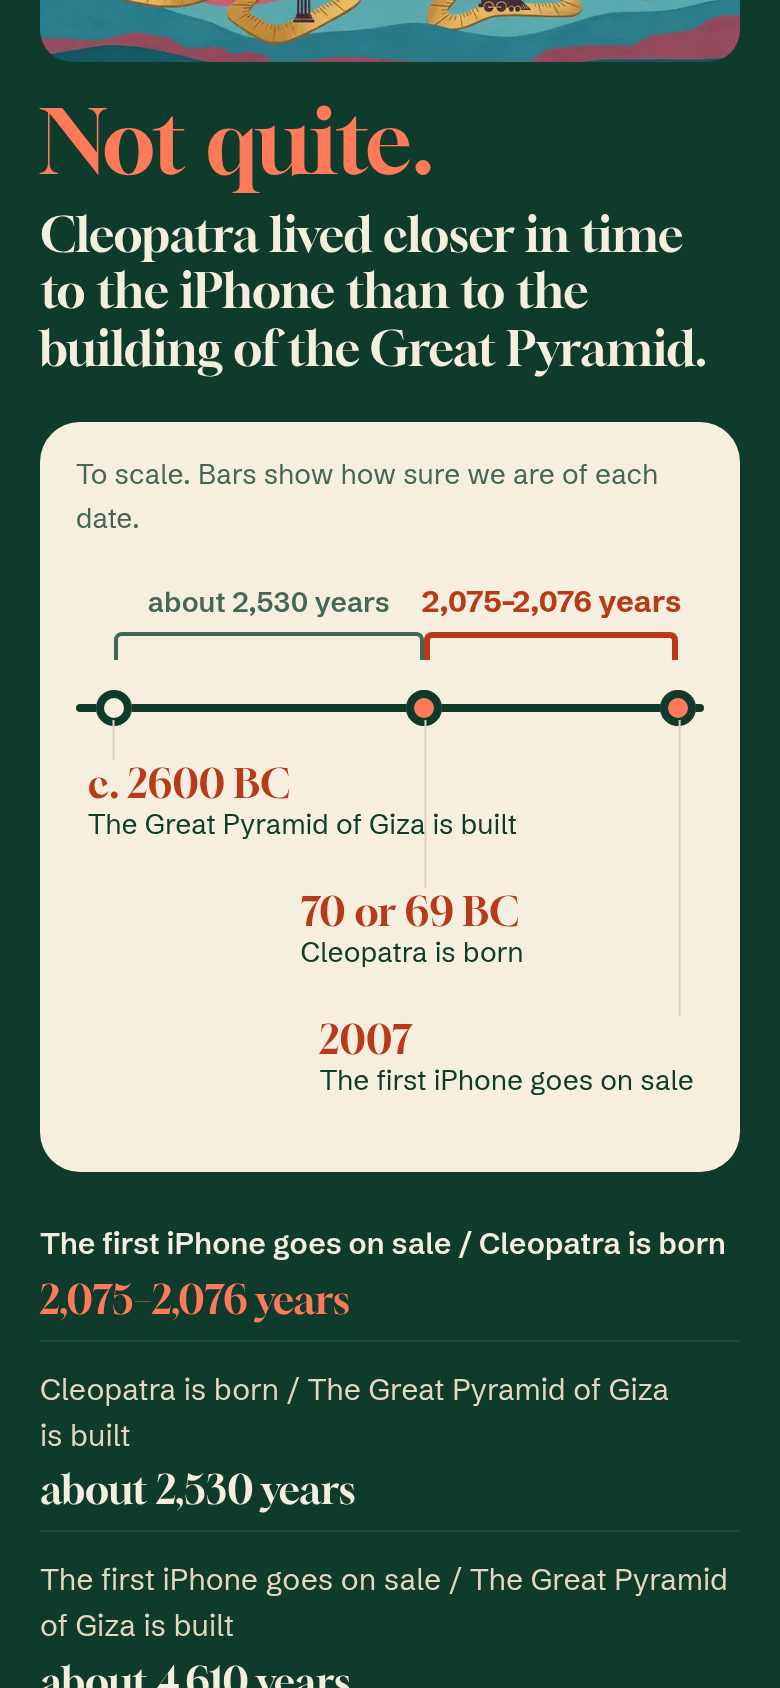 Not quite.
Cleopatra lived closer in time
to the iPhone than to the
building of the Great Pyramid.
To scale. Bars show how sure we are of each
date.
about 2,530 years
2,075–2,076 years
c. 2600 BC
The Great Pyramid of Giza is built
70 or 69 BC
Cleopatra is born
2007
The first iPhone goes on sale
The first iPhone goes on sale / Cleopatra is born
2,075–2,076 years
Cleopatra is born / The Great Pyramid of Giza
is built
about 2,530 years
The first iPhone goes on sale / The Great Pyramid
of Giza is built
about 4,610 years